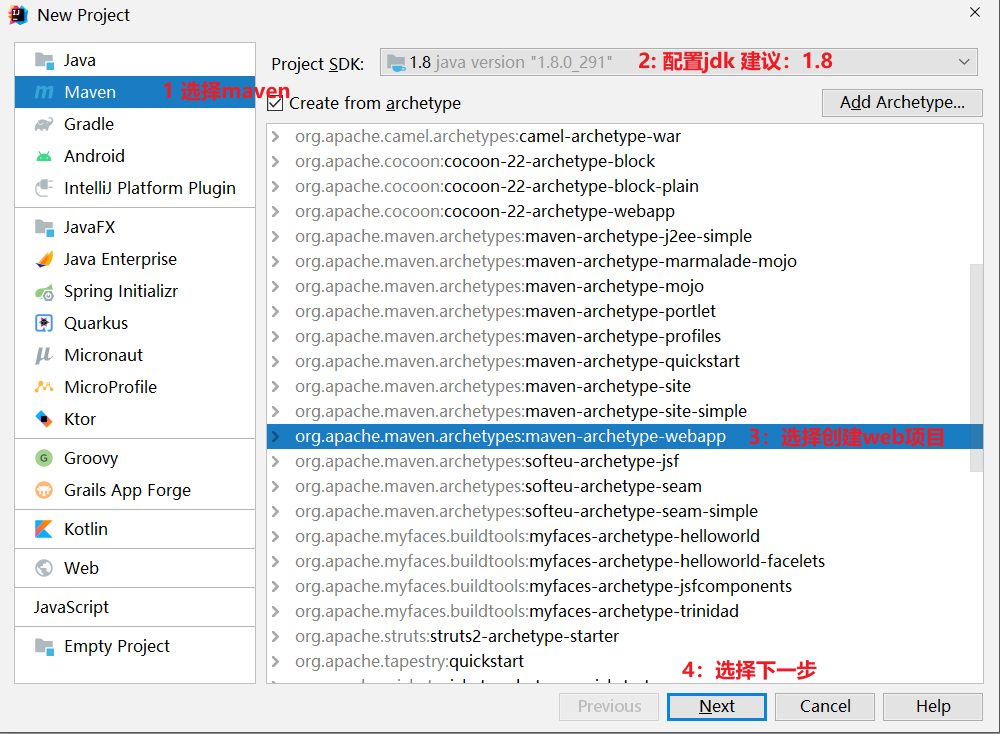 New Project
Java
Maven
1 选择maven
Gradle
Android
IntelliJ Platform Plugin
JavaFX
Java Enterprise
Spring Initializr
Quarkus
Micronaut
MicroProfile
Ktor
Groovy
Grails App Forge
Kotlin
Web
JavaScript
Empty Project
Project SDK: 1.8 java version "1.8.0_291" 2: 配置jdk 建议：1.8
Create from archetype
Add Archetype...
org.apache.camel.archetypes:camel-archetype-war
org.apache.cocoon:cocoon-22-archetype-block
org.apache.cocoon:cocoon-22-archetype-block-plain
org.apache.cocoon:cocoon-22-archetype-webapp
org.apache.maven.archetypes:maven-archetype-j2ee-simple
org.apache.maven.archetypes:maven-archetype-marmalade-mojo
org.apache.maven.archetypes:maven-archetype-mojo
org.apache.maven.archetypes:maven-archetype-portlet
org.apache.maven.archetypes:maven-archetype-profiles
org.apache.maven.archetypes:maven-archetype-quickstart
org.apache.maven.archetypes:maven-archetype-site
org.apache.maven.archetypes:maven-archetype-site-simple
org.apache.maven.archetypes:maven-archetype-webapp 3：选择创建web项目
org.apache.maven.archetypes:softeu-archetype-jsf
org.apache.maven.archetypes:softeu-archetype-seam
org.apache.maven.archetypes:softeu-archetype-seam-simple
org.apache.myfaces.buildtools:myfaces-archetype-helloworld
org.apache.myfaces.buildtools:myfaces-archetype-helloworld-facelets
org.apache.myfaces.buildtools:myfaces-archetype-jsfcomponents
org.apache.myfaces.buildtools:myfaces-archetype-trinidad
org.apache.struts:struts2-archetype-starter
org.apache.tapestry:quickstart
4：选择下一步
Previous
Next
Cancel
Help